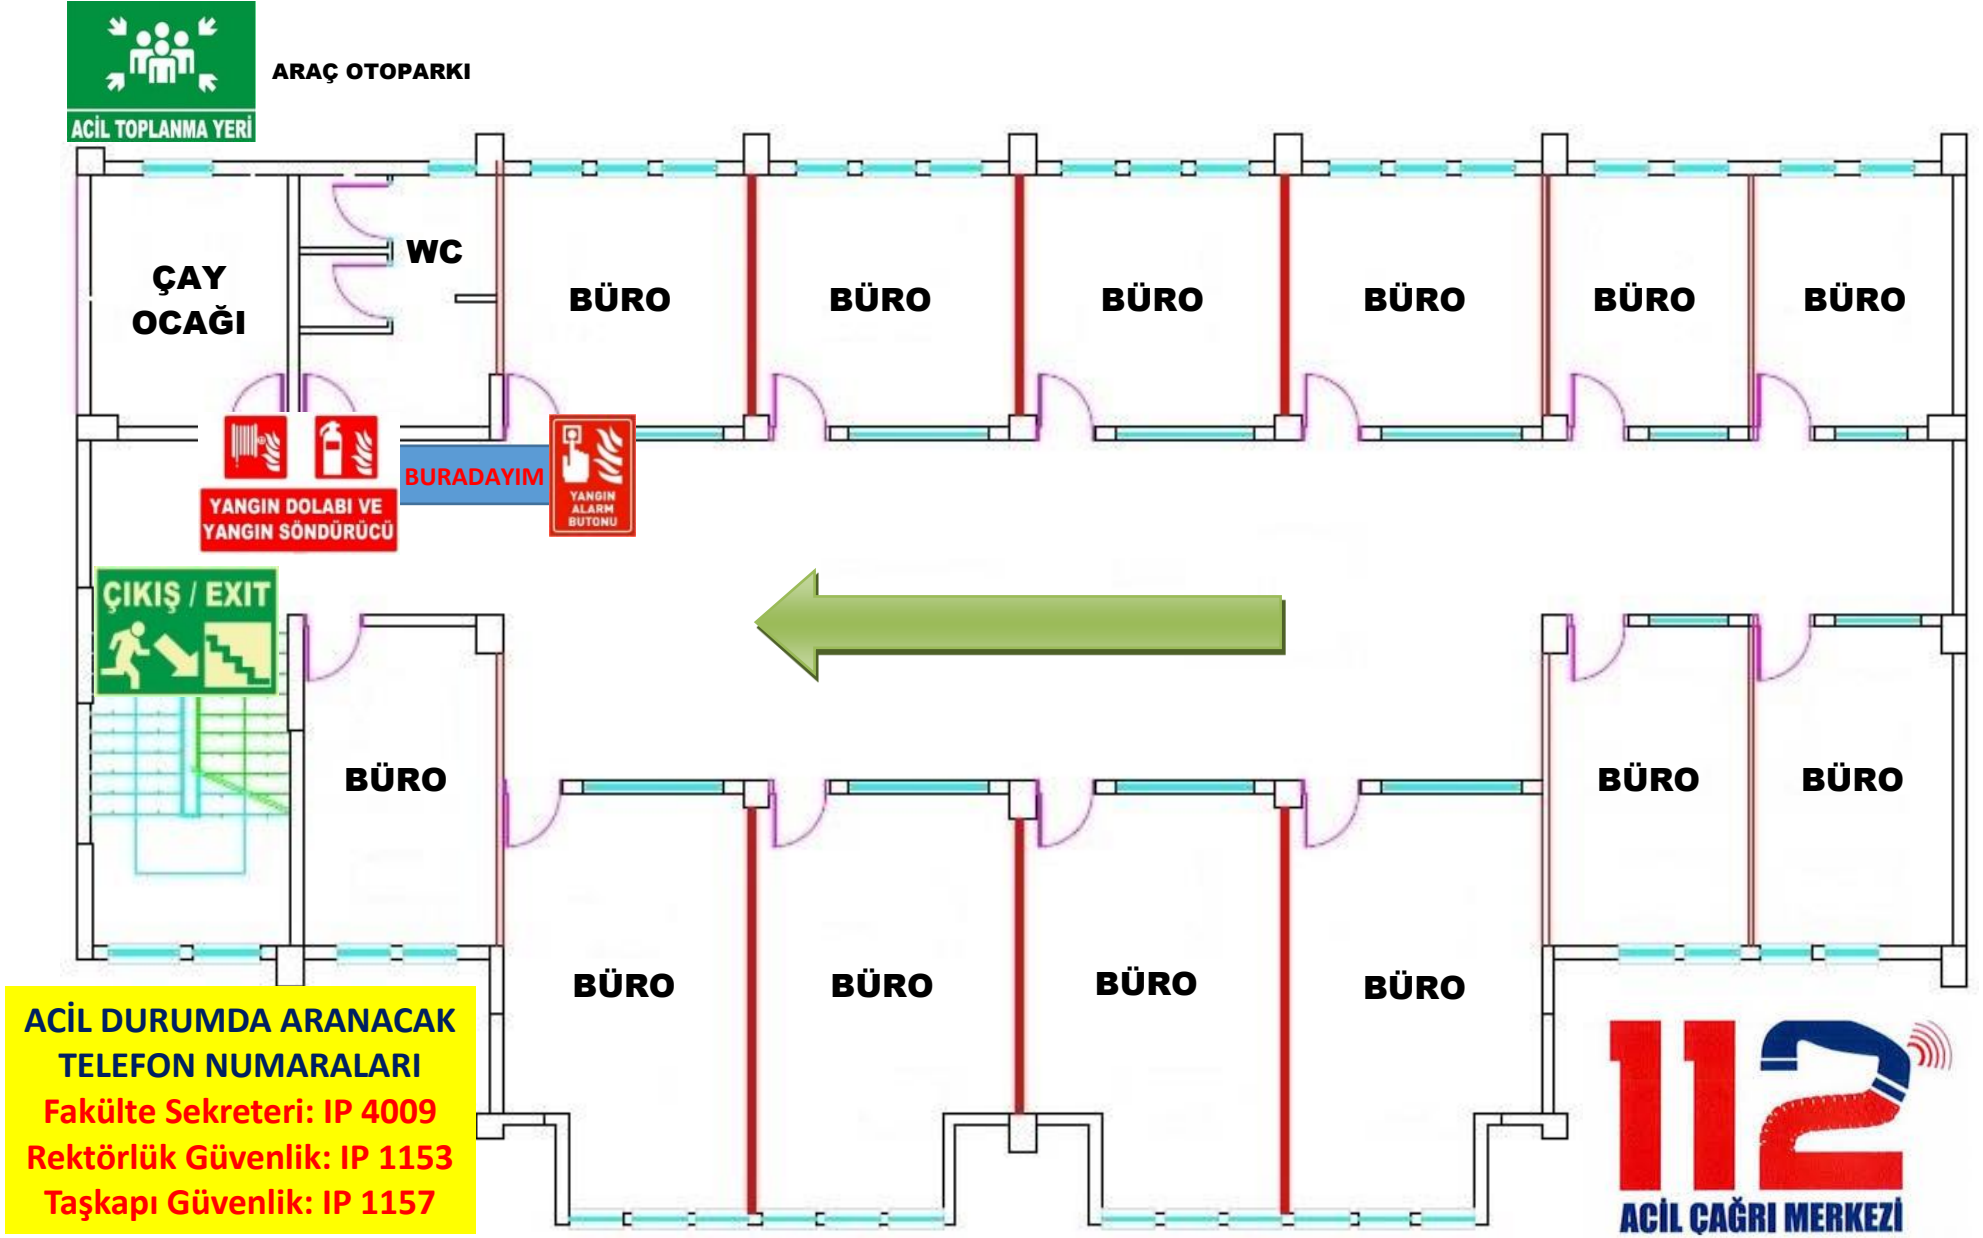 ACİL TOPLANMA YERİ
ARAÇ OTOPARKI
ÇAY
OCAĞI
WC
BÜRO
BÜRO
BÜRO
BÜRO
BÜRO
BÜRO
YANGIN DOLABI VE
YANGIN SÖNDÜRÜCÜ
BURADAYIM
YANGIN
ALARM
BUTONU
ÇIKIŞ / EXIT
BÜRO
BÜRO
BÜRO
BÜRO
BÜRO
BÜRO
BÜRO
ACİL DURUMDA ARANACAK
TELEFON NUMARALARI
Fakülte Sekreteri: IP 4009
Rektörlük Güvenlik: IP 1153
Taşkapı Güvenlik: IP 1157
112
ACİL ÇAĞRI MERKEZİ